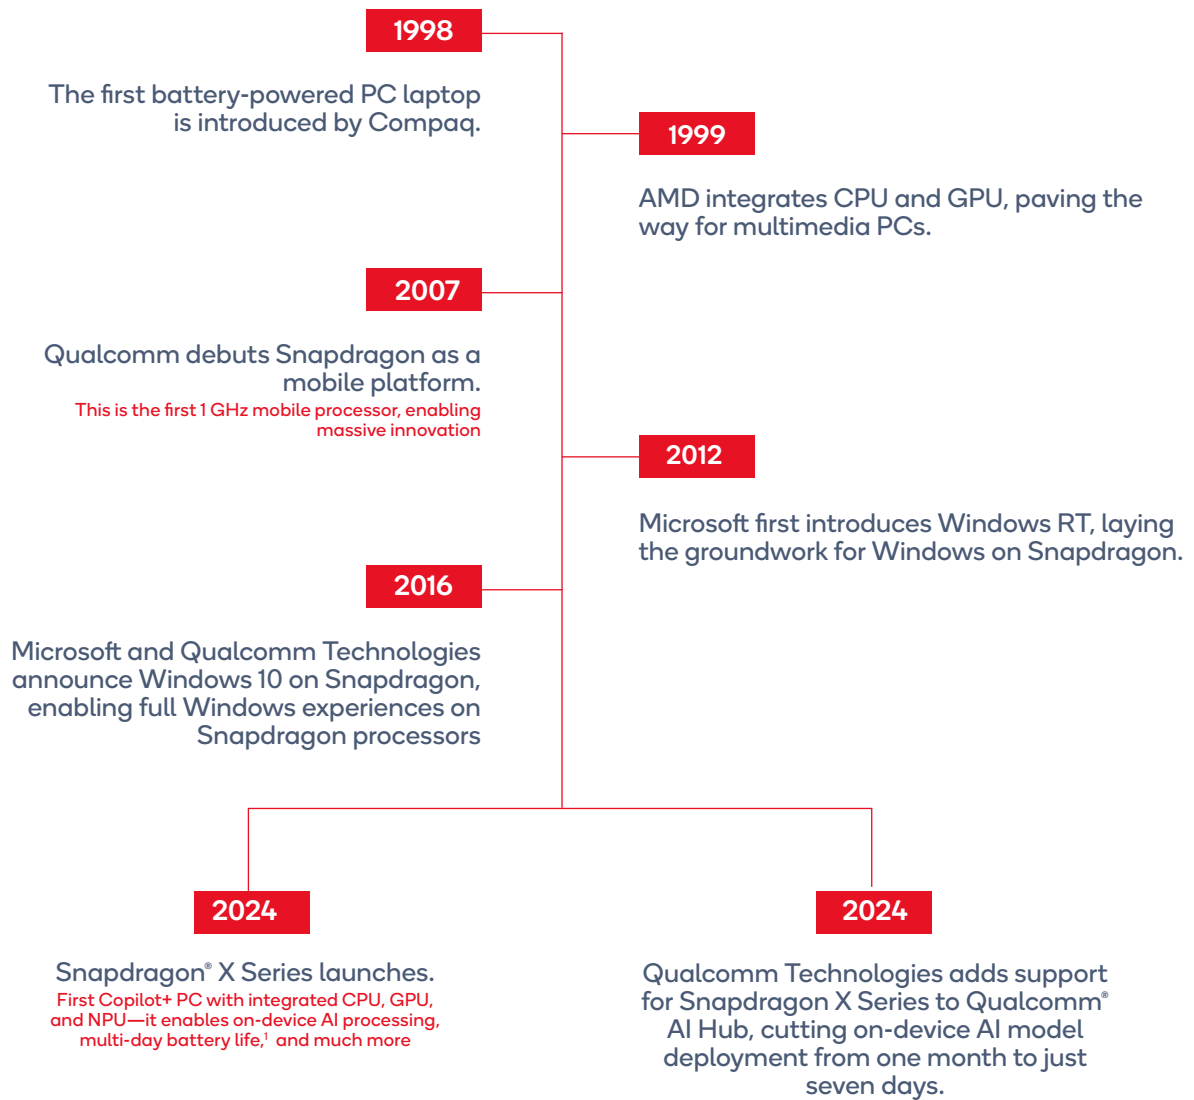 1998
The first battery-powered PC laptop
is introduced by Compaq.
1999
AMD integrates CPU and GPU, paving the
way for multimedia PCs.
2007
Qualcomm debuts Snapdragon as a
mobile platform.
This is the first 1 GHz mobile processor, enabling
massive innovation
2012
Microsoft first introduces Windows RT, laying
the groundwork for Windows on Snapdragon.
2016
Microsoft and Qualcomm Technologies
announce Windows 10 on Snapdragon,
enabling full Windows experiences on
Snapdragon processors
2024
Snapdragon® X Series launches.
First Copilot+ PC with integrated CPU, GPU,
and NPU—it enables on-device AI processing,
multi-day battery life,¹ and much more
2024
Qualcomm Technologies adds support
for Snapdragon X Series to Qualcomm®
AI Hub, cutting on-device AI model
deployment from one month to just
seven days.